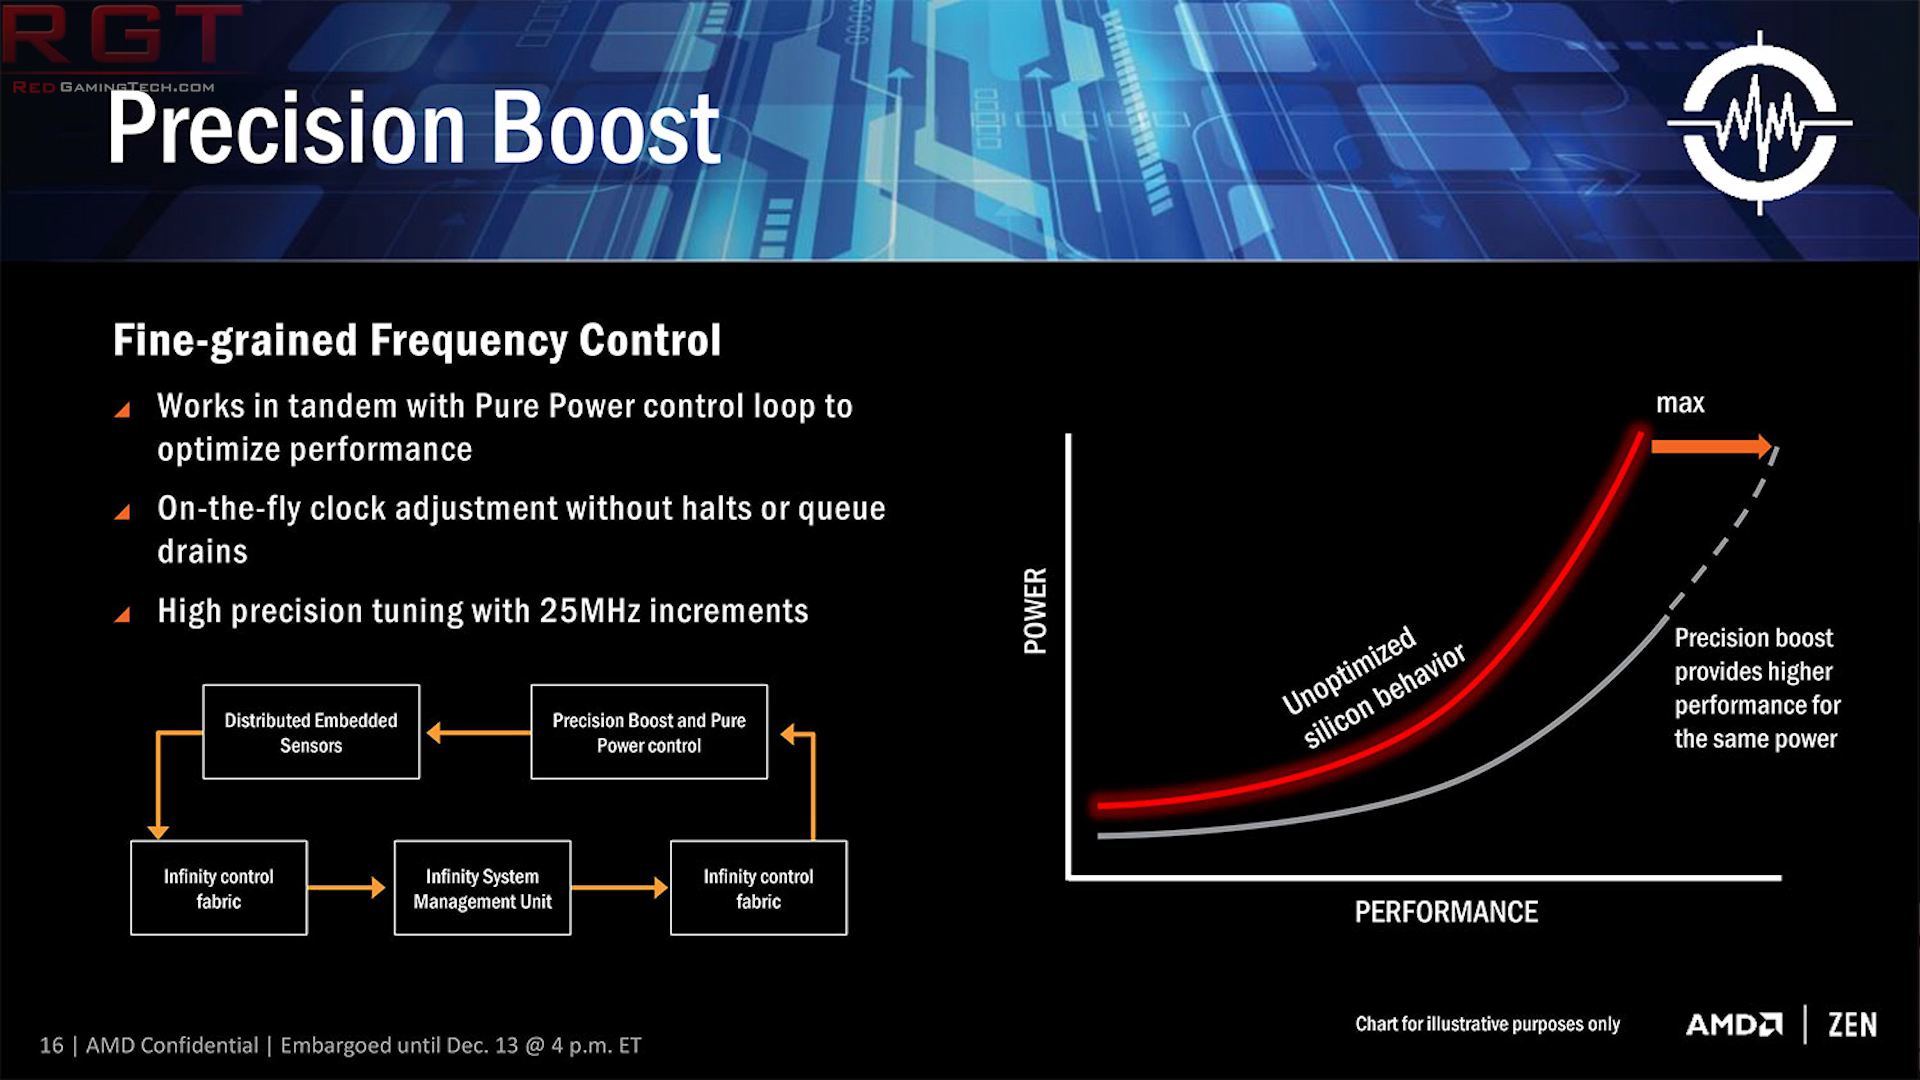 RGT
REDGAMINGTECH.COM
Precision Boost
Fine-grained Frequency Control
Works in tandem with Pure Power control loop to
optimize performance
On-the-fly clock adjustment without halts or queue
drains
High precision tuning with 25MHz increments
Distributed Embedded
Sensors
Precision Boost and Pure
Power control
Infinity control
fabric
Infinity System
Management Unit
Infinity control
fabric
max
POWER
Unoptimized
silicon behavior
Precision boost
provides higher
performance for
the same power
PERFORMANCE
Chart for illustrative purposes only
AMD | ZEN
16 | AMD Confidential | Embargoed until Dec. 13 @ 4 p.m. ET